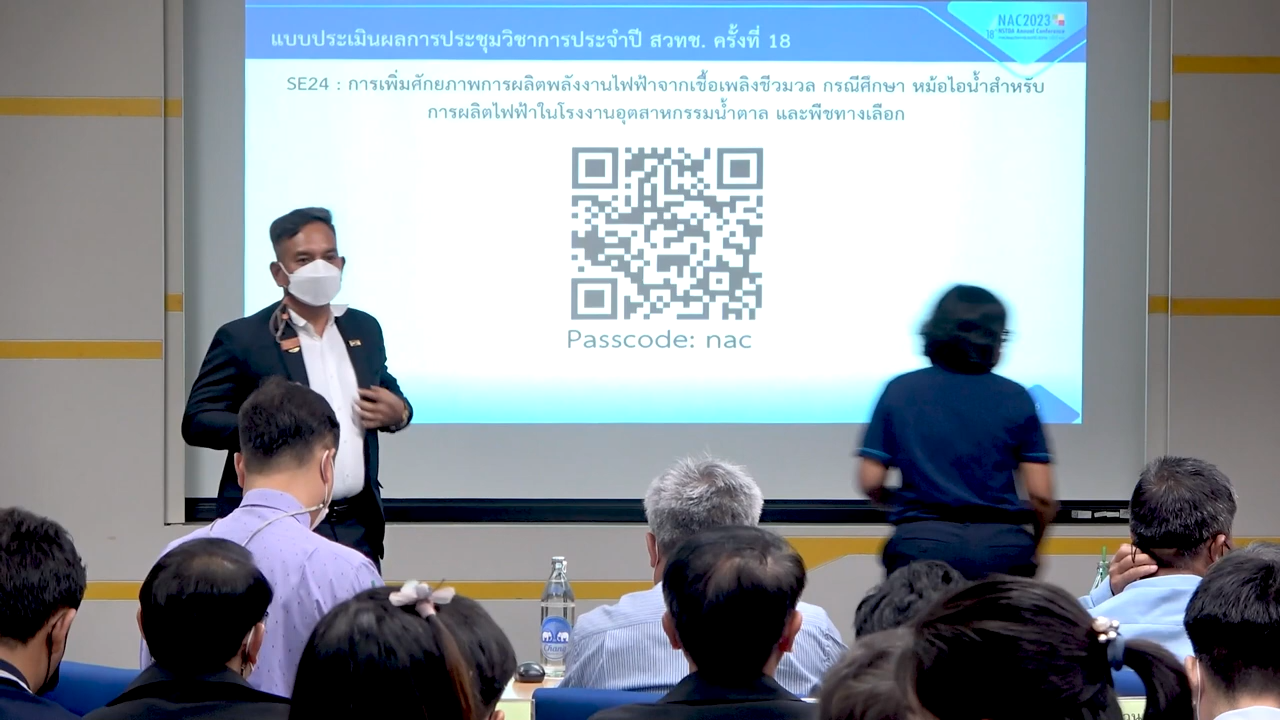 แบบประเมินผลการประชุมวิชาการประจำปี สวทช. ครั้งที่ 18
NAC2023
18th
NSTDA Annual Conference
SE24 : การเพิ่มศักยภาพการผลิตพลังงานไฟฟ้าจากเชื้อเพลิงชีวมวล กรณีศึกษา หม้อไอน้ำสำหรับ
การผลิตไฟฟ้าในโรงงานอุตสาหกรรมน้ำตาล และพืชทางเลือก
Passcode: nac
Chang